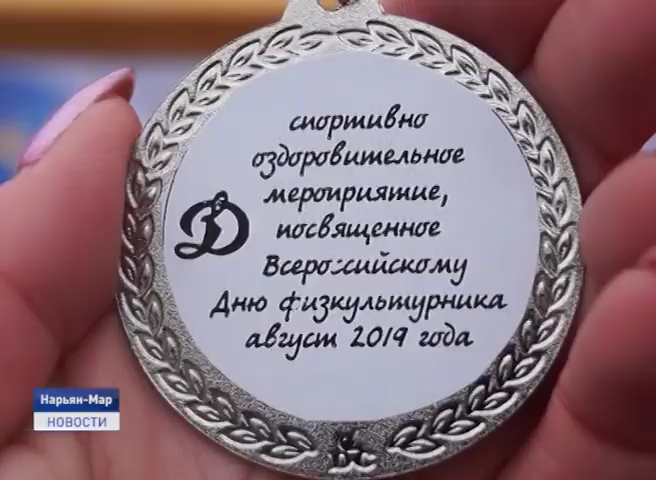 спортивно
оздоровительное
мероприятие,
посвященное
Д
Всероссийскому
Дню физкультурника
август 2019 года
Нарьян-Мар
НОВОСТИ